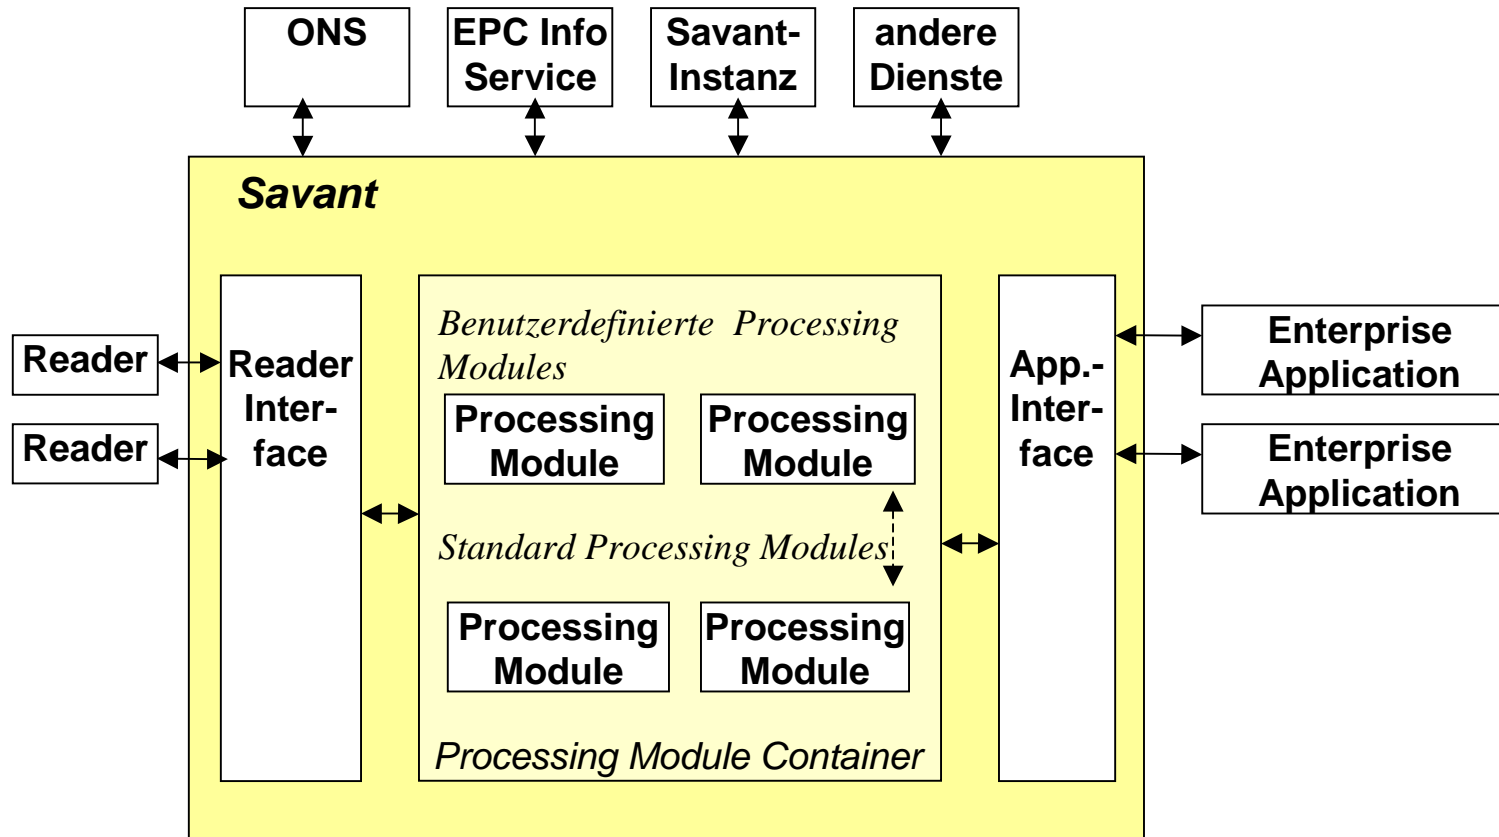 ONS
EPC Info
Service
Savant-
Instanz
andere
Dienste
Savant
Reader
Reader
Reader
Inter-
face
Benutzerdefinierte Processing
Modules
Processing
Module
Processing
Module
Standard Processing Modules
Processing
Module
Processing
Module
Processing Module Container
App.-
Inter-
face
Enterprise
Application
Enterprise
Application